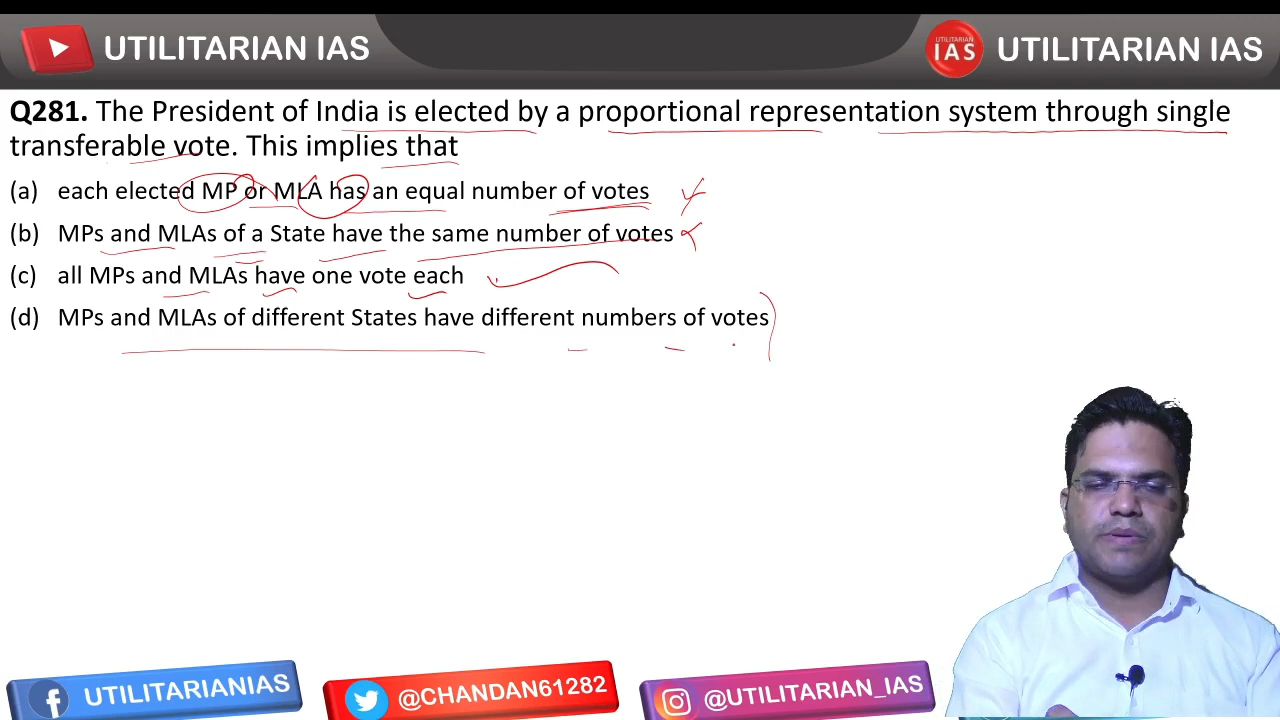 UTILITARIAN IAS
UTILITARIAN IAS
UTILITARIAN IAS
Q281. The President of India is elected by a proportional representation system through single
transferable vote. This implies that
(a) each elected MP or MLA has an equal number of votes
(b) MPs and MLAs of a State have the same number of votes
(c) all MPs and MLAs have one vote each
(d) MPs and MLAs of different States have different numbers of votes
UTILITARIANIAS
@CHANDAN61282
@UTILITARIAN_IAS